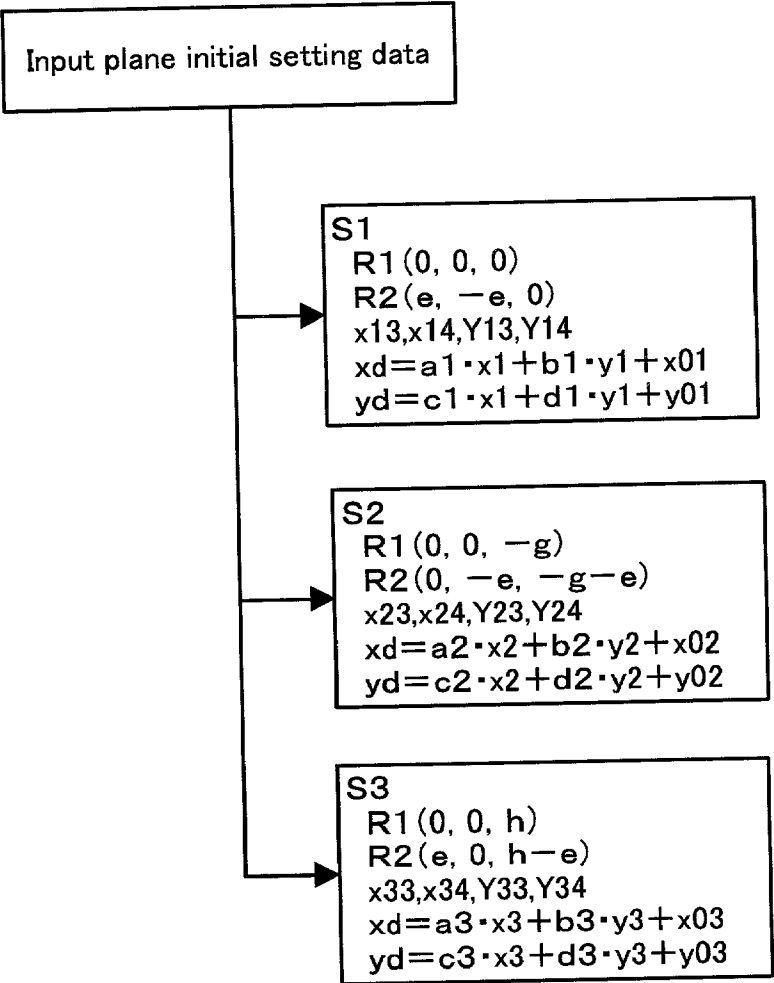 Input plane initial setting data
S1
R1(0, 0, 0)
R2(e, －e, 0)
x13,x14,Y13,Y14
xd＝a1･x1＋b1･y1＋x01
yd＝c1･x1＋d1･y1＋y01
S2
R1(0, 0, －g)
R2(0, －e, －g－e)
x23,x24,Y23,Y24
xd＝a2･x2＋b2･y2＋x02
yd＝c2･x2＋d2･y2＋y02
S3
R1(0, 0, h)
R2(e, 0, h－e)
x33,x34,Y33,Y34
xd＝a3･x3＋b3･y3＋x03
yd＝c3･x3＋d3･y3＋y03